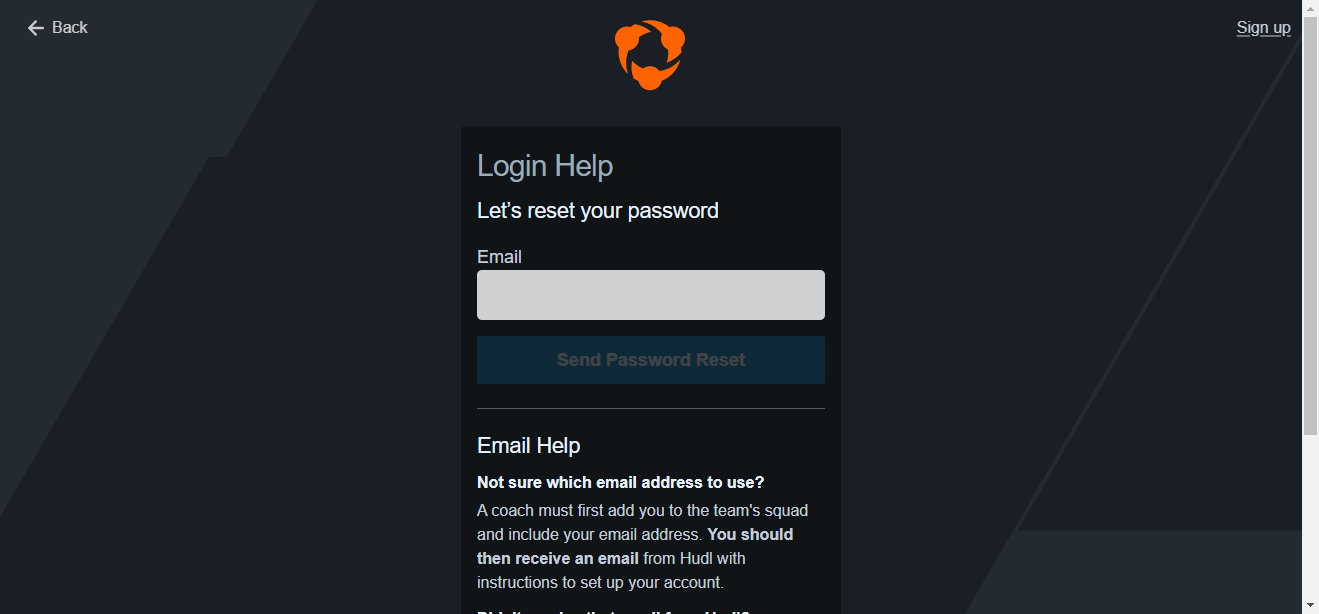 Back
Sign up
Login Help
Let’s reset your password
Email
Send Password Reset
Email Help
Not sure which email address to use?
A coach must first add you to the team's squad
and include your email address. You should
then receive an email from Hudl with
instructions to set up your account.